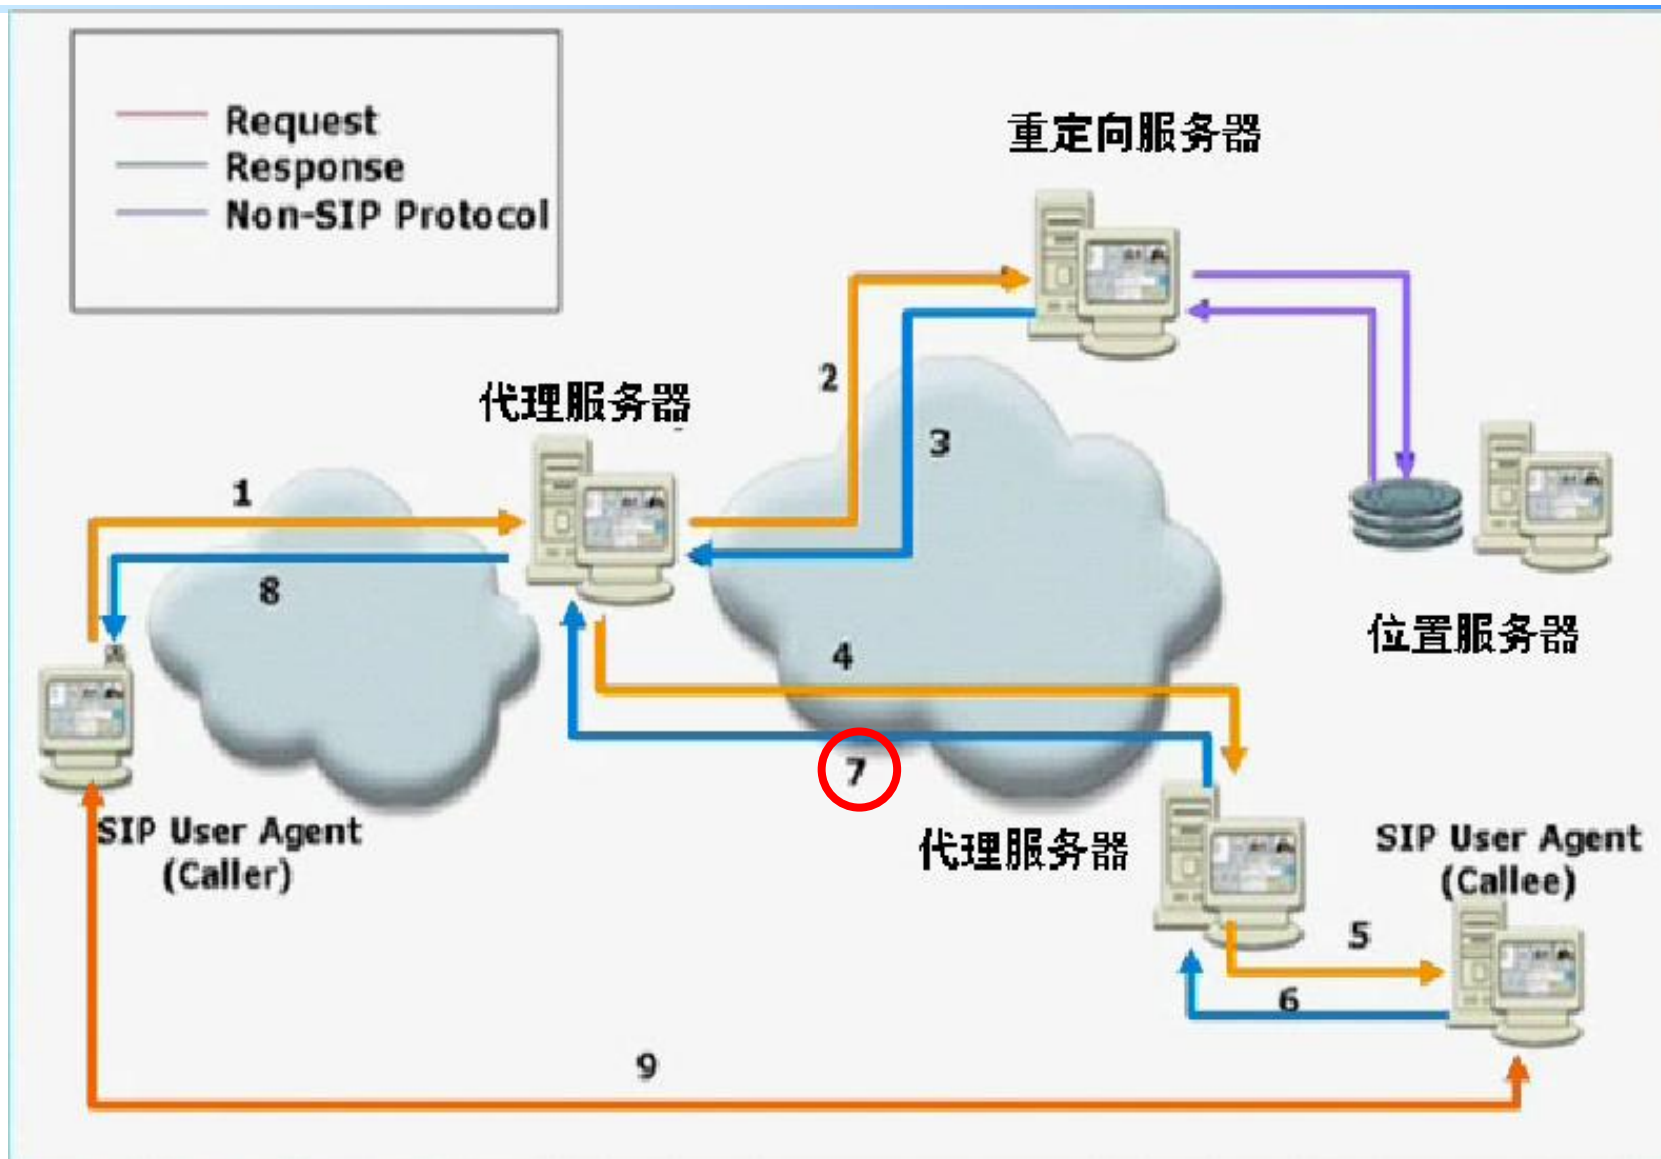 Request
Response
Non-SIP Protocol
重定向服务器
代理服务器
2
3
1
8
位置服务器
4
7
SIP User Agent
(Caller)
代理服务器
SIP User Agent
(Callee)
5
6
9